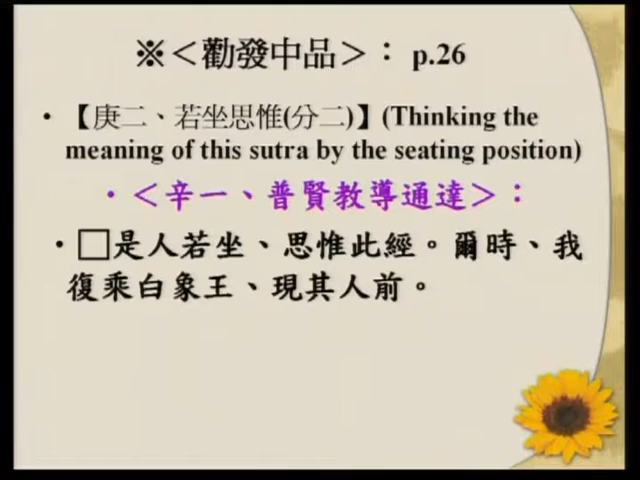 ※＜勸發中品＞： p.26
•【庚二、若坐思惟(分二)】(Thinking the
meaning of this sutra by the seating position)
•＜辛一、普賢教導通達＞：
•□是人若坐、思惟此經。爾時、我
復乘白象王、現其人前。